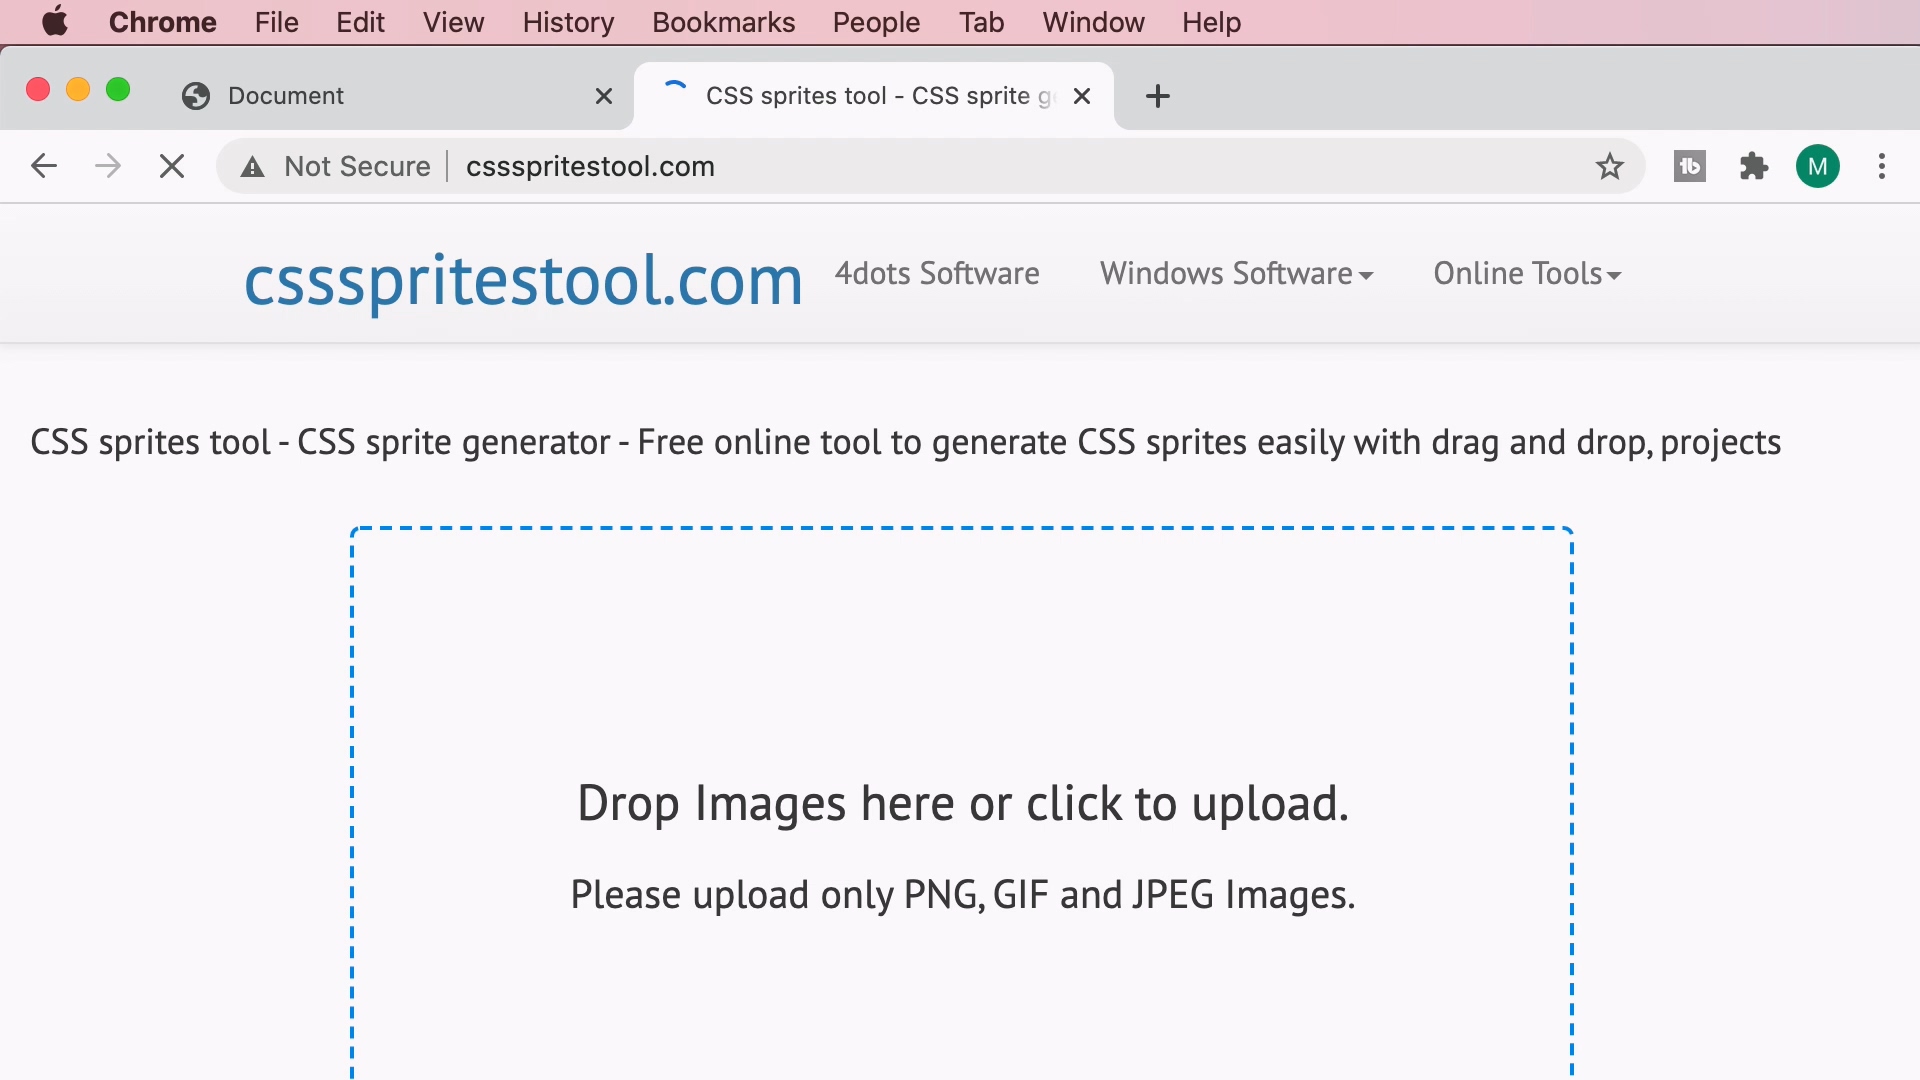 Chrome File Edit View History Bookmarks People Tab Window Help
Document CSS sprites tool - CSS sprite
Not Secure csssspritestool.com
csssspritestool.com 4dots Software Windows Software Online Tools
CSS sprites tool - CSS sprite generator - Free online tool to generate CSS sprites easily with drag and drop, projects
Drop Images here or click to upload.
Please upload only PNG, GIF and JPEG Images.
M